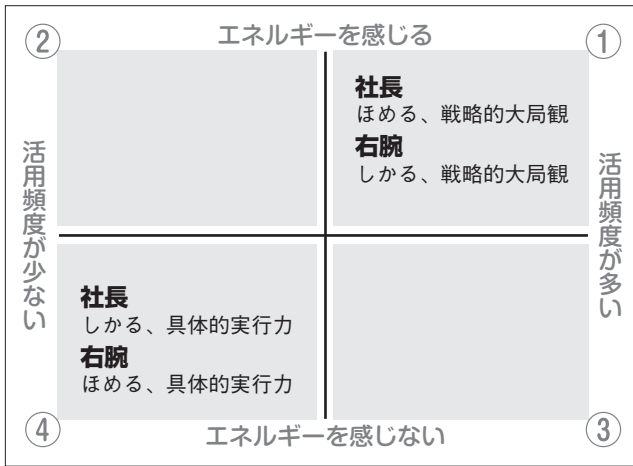 ②
エネルギーを感じる
①
社長
ほめる、戦略的大局観
右腕
しかる、戦略的大局観
活用頻度が少ない
活用頻度が多い
社長
しかる、具体的実行力
右腕
ほめる、具体的実行力
④
エネルギーを感じない
③